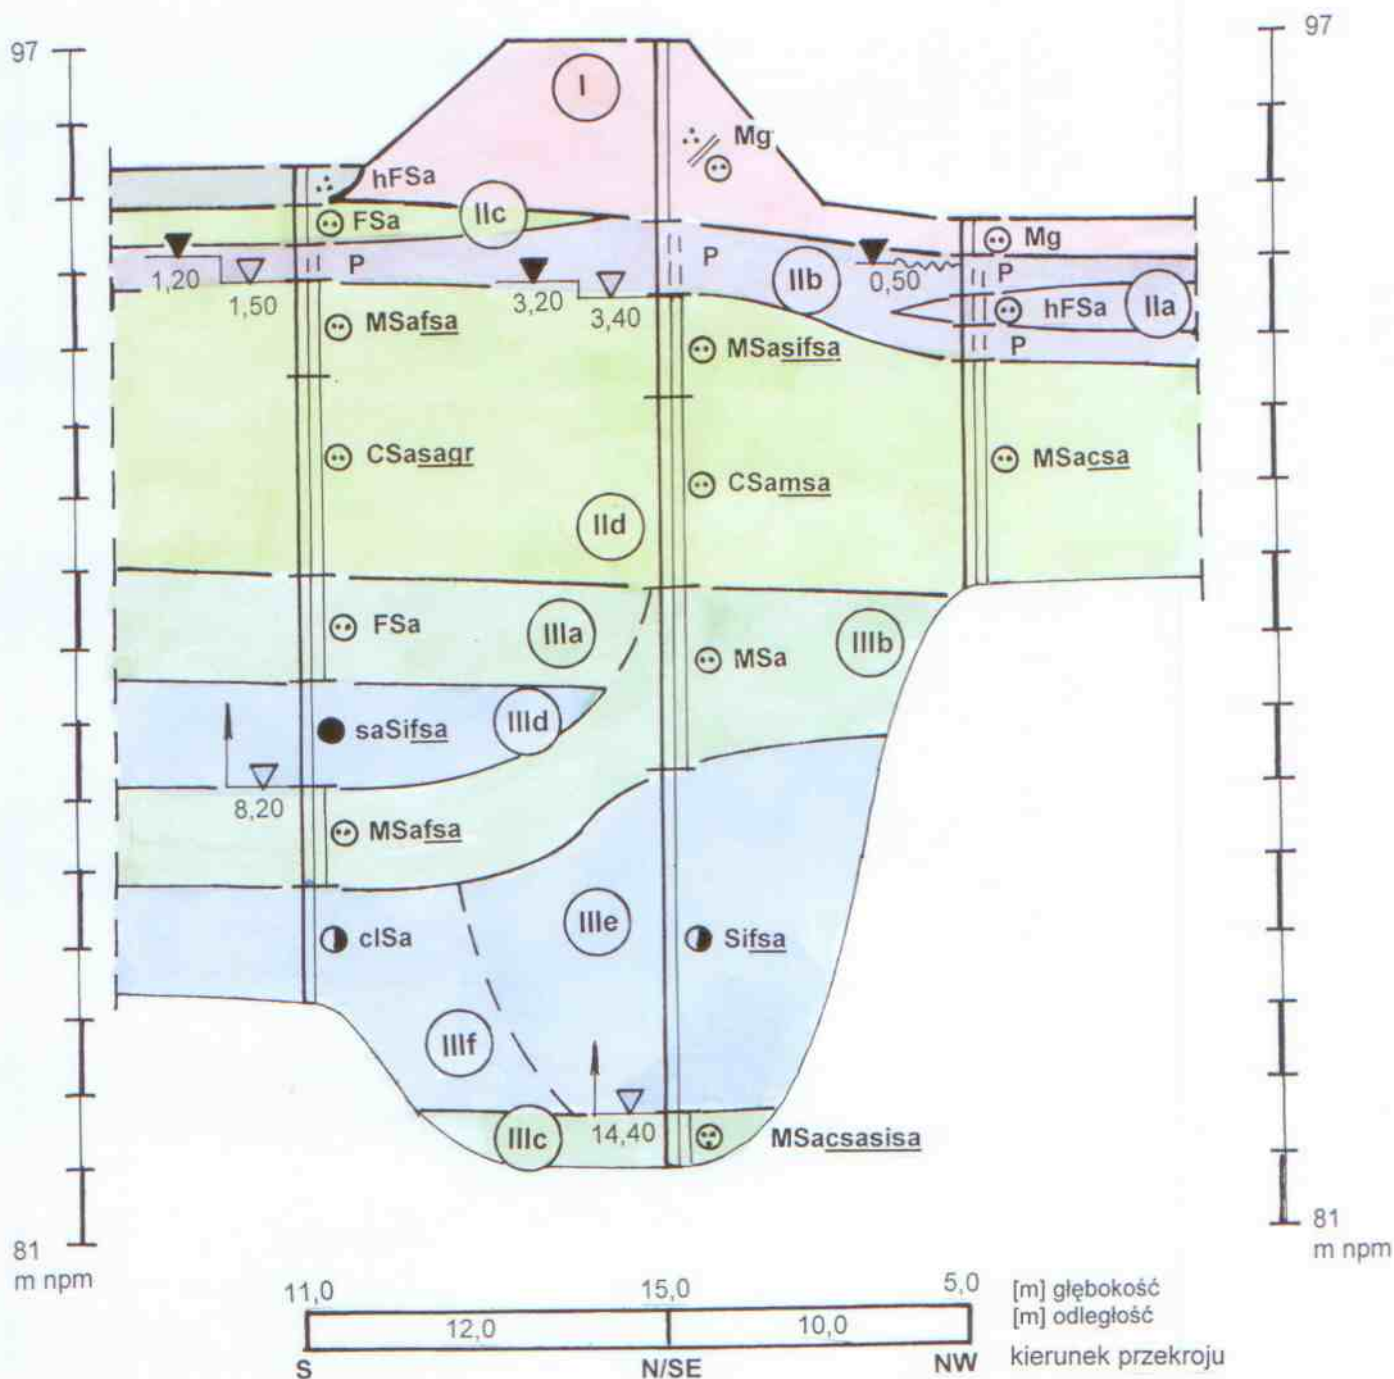 97
97
I
Mg
hFSa
IIc
FSa
Mg
1,20
1,50
P
3,20
3,40
P
IIb
0,50
P
hFSa
IIa
P
MSafsa
MSasifsa
CSasagr
CSamsa
MSacsa
IId
FSa
IIIa
MSa
IIIb
saSifsa
IIId
8,20
MSafsa
clSa
IIIe
Sifsa
IIIf
IIIc
14,40
MSacsasisa
81
m npm
81
m npm
11,0
15,0
5,0
[m] głębokość
12,0
10,0
[m] odległość
S
N/SE
NW
kierunek przekroju